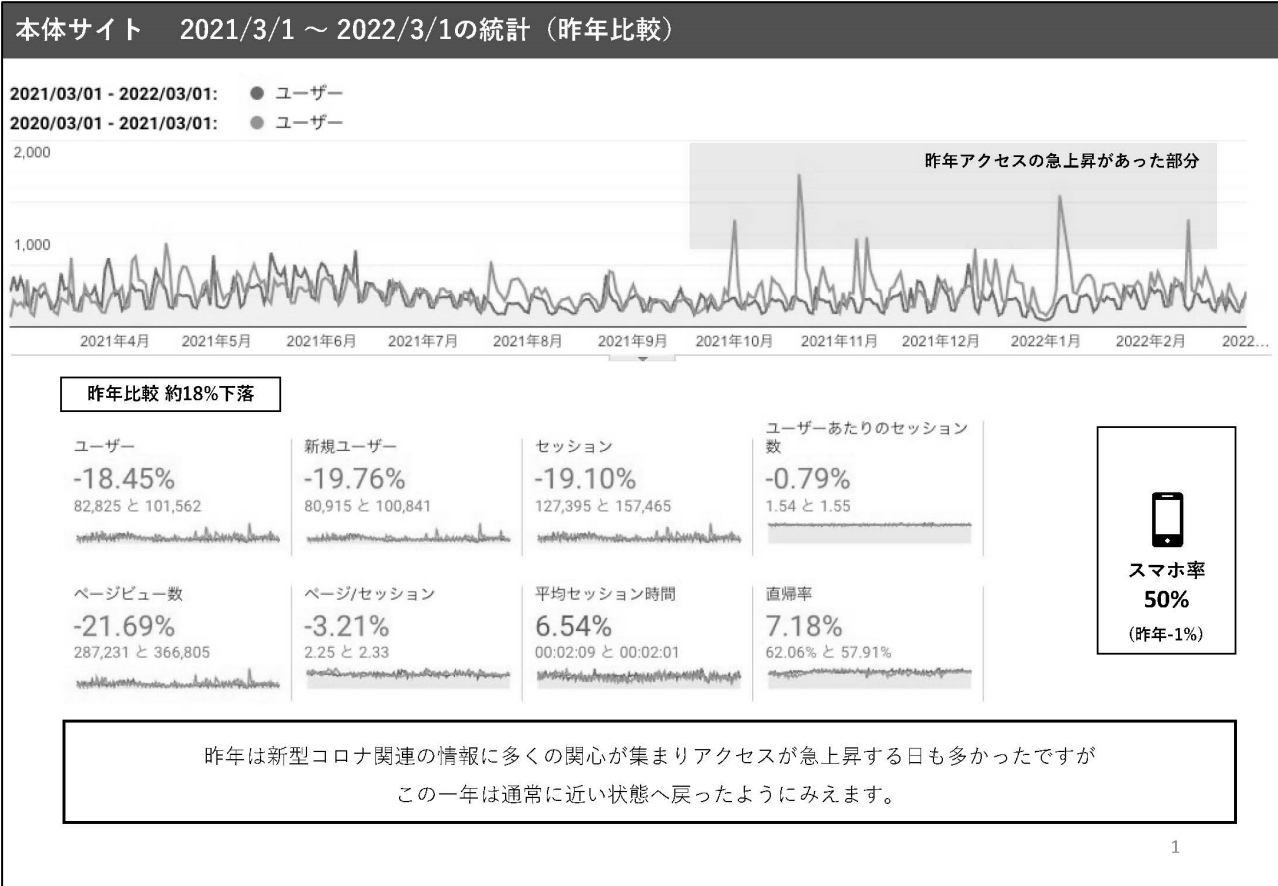 本体サイト　2021/3/1 ～ 2022/3/1の統計（昨年比較）
2021/03/01 - 2022/03/01: ● ユーザー
2020/03/01 - 2021/03/01: ● ユーザー
2,000
昨年アクセスの急上昇があった部分
1,000
2021年4月 2021年5月 2021年6月 2021年7月 2021年8月 2021年9月 2021年10月 2021年11月 2021年12月 2022年1月 2022年2月 2022...
昨年比較 約18%下落
ユーザー
-18.45%
82,825 と 101,562
新規ユーザー
-19.76%
80,915 と 100,841
セッション
-19.10%
127,395 と 157,465
ユーザーあたりのセッション
数
-0.79%
1.54 と 1.55
ページビュー数
-21.69%
287,231 と 366,805
ページ/セッション
-3.21%
2.25 と 2.33
平均セッション時間
6.54%
00:02:09 と 00:02:01
直帰率
7.18%
62.06% と 57.91%
スマホ率
50%
（昨年-1%）
昨年は新型コロナ関連の情報に多くの関心が集まりアクセスが急上昇する日も多かったですが
この一年は通常に近い状態へ戻ったようにみえます。
1